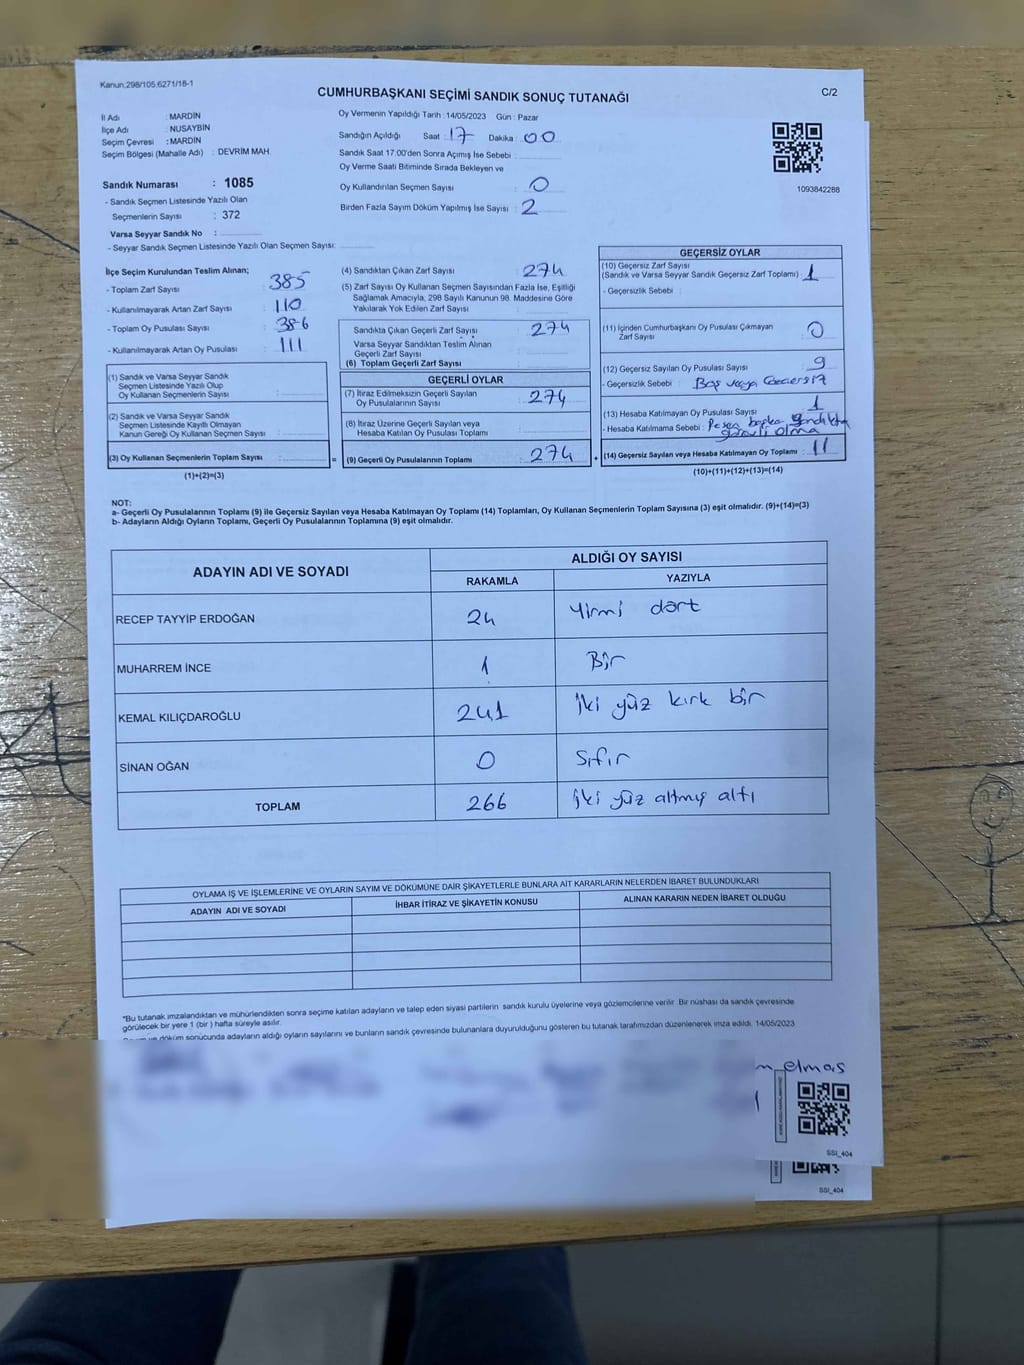 Kanun.298/105.6271/18-1
CUMHURBAŞKANI SEÇİMİ SANDIK SONUÇ TUTANAĞI
C/2
İl Adı : MARDİN
İlçe Adı : NUSAYBİN
Seçim Çevresi : MARDİN
Seçim Bölgesi (Mahalle Adı) : DEVRİM MAH.
Sandık Numarası : 1085
- Sandık Seçmen Listesinde Yazılı Olan
Seçmenlerin Sayısı : 372
Varsa Seyyar Sandık No :
- Seyyar Sandık Seçmen Listesinde Yazılı Olan Seçmen Sayısı:
Oy Vermenin Yapıldığı Tarih : 14/05/2023 Gün : Pazar
Sandığın Açıldığı Saat : 17 Dakika : 00
Sandık Saat 17:00'den Sonra Açımış İse Sebebi :
Oy Verme Saati Bitiminde Sırada Bekleyen ve
Oy Kullandırılan Seçmen Sayısı : 0
Birden Fazla Sayım Döküm Yapılmış İse Sayısı : 2
1093842288
İlçe Seçim Kurulundan Teslim Alınan;
- Toplam Zarf Sayısı : 385
- Kullanılmayarak Artan Zarf Sayısı : 110
- Toplam Oy Pusulası Sayısı : 386
- Kullanılmayarak Artan Oy Pusulası : 111
(1) Sandık ve Varsa Seyyar Sandık
Seçmen Listesinde Yazılı Olup
Oy Kullanan Seçmenlerin Sayısı :
(2) Sandık ve Varsa Seyyar Sandık
Seçmen Listesinde Kayıtlı Olmayan
Kanun Gereği Oy Kullanan Seçmen Sayısı :
(3) Oy Kullanan Seçmenlerin Toplam Sayısı :
(1)+(2)=(3)
(4) Sandıktan Çıkan Zarf Sayısı : 274
(5) Zarf Sayısı Oy Kullanan Seçmen Sayısından Fazla İse, Eşitliği
Sağlamak Amacıyla, 298 Sayılı Kanunun 98. Maddesine Göre
Yakılarak Yok Edilen Zarf Sayısı :
Sandıkta Çıkan Geçerli Zarf Sayısı : 274
Varsa Seyyar Sandıktan Teslim Alınan
Geçerli Zarf Sayısı :
(6) Toplam Geçerli Zarf Sayısı :
GEÇERLİ OYLAR
(7) İtiraz Edilmeksizin Geçerli Sayılan
Oy Pusulalarının Sayısı : 274
(8) İtiraz Üzerine Geçerli Sayılan veya
Hesaba Katılan Oy Pusulası Toplamı :
= (9) Geçerli Oy Pusulalarının Toplamı : 274 +
GEÇERSİZ OYLAR
(10) Geçersiz Zarf Sayısı
(Sandık ve Varsa Seyyar Sandık Geçersiz Zarf Toplamı) : 1
- Geçersizlik Sebebi :
(11) İçinden Cumhurbaşkanı Oy Pusulası Çıkmayan
Zarf Sayısı : 0
(12) Geçersiz Sayılan Oy Pusulası Sayısı : 9
- Geçersizlik Sebebi : Boş veya Geçersiz
(13) Hesaba Katılmayan Oy Pusulası Sayısı : 1
- Hesaba Katılmama Sebebi : başka sandıkta
görevli olma
(14) Geçersiz Sayılan veya Hesaba Katılmayan Oy Toplamı : 11
(10)+(11)+(12)+(13)=(14)
NOT:
a- Geçerli Oy Pusulalarının Toplamı (9) ile Geçersiz Sayılan veya Hesaba Katılmayan Oy Toplamı (14) Toplamları, Oy Kullanan Seçmenlerin Toplam Sayısına (3) eşit olmalıdır. (9)+(14)=(3)
b- Adayların Aldığı Oyların Toplamı, Geçerli Oy Pusulalarının Toplamına (9) eşit olmalıdır.
ADAYIN ADI VE SOYADI
ALDIĞI OY SAYISI
RAKAMLA YAZIYLA
RECEP TAYYİP ERDOĞAN 24 Yirmi dört
MUHARREM İNCE 1 Bir
KEMAL KILIÇDAROĞLU 241 iki yüz kırk bir
SİNAN OĞAN 0 Sıfır
TOPLAM 266 iki yüz altmış altı
OYLAMA İŞ VE İŞLEMLERİNE VE OYLARIN SAYIM VE DÖKÜMÜNE DAİR ŞİKAYETLERLE BUNLARA AİT KARARLARIN NELERDEN İBARET BULUNDUKLARI
ADAYIN ADI VE SOYADI İHBAR İTİRAZ VE ŞİKAYETİN KONUSU ALINAN KARARIN NEDEN İBARET OLDUĞU
*Bu tutanak imzalandıktan ve mühürlendikten sonra seçime katılan adayların ve talep eden siyasi partilerin sandık kurulu üyelerine veya gözlemcilerine verilir. Bir nüshası da sandık çevresinde
görülecek bir yere 1 (bir ) hafta süreyle asılır.
ve döküm sonucunda adayların aldığı oyların sayılarını ve bunların sandık çevresinde bulunanlara duyurulduğunu gösteren bu tutanak tarafımızdan düzenlenerek imza edildi. 14/05/2023
elmas
SSI_404
SSI_404